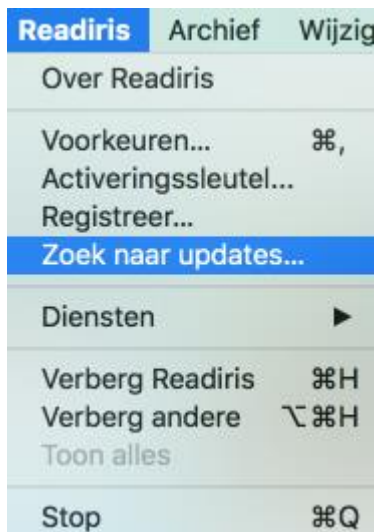 Readiris Archief Wijzig
Over Readiris
Voorkeuren... ⌘,
Activeringssleutel...
Registreer...
Zoek naar updates...
Diensten ▶
Verberg Readiris ⌘H
Verberg andere ⌥⌘H
Toon alles
Stop ⌘Q